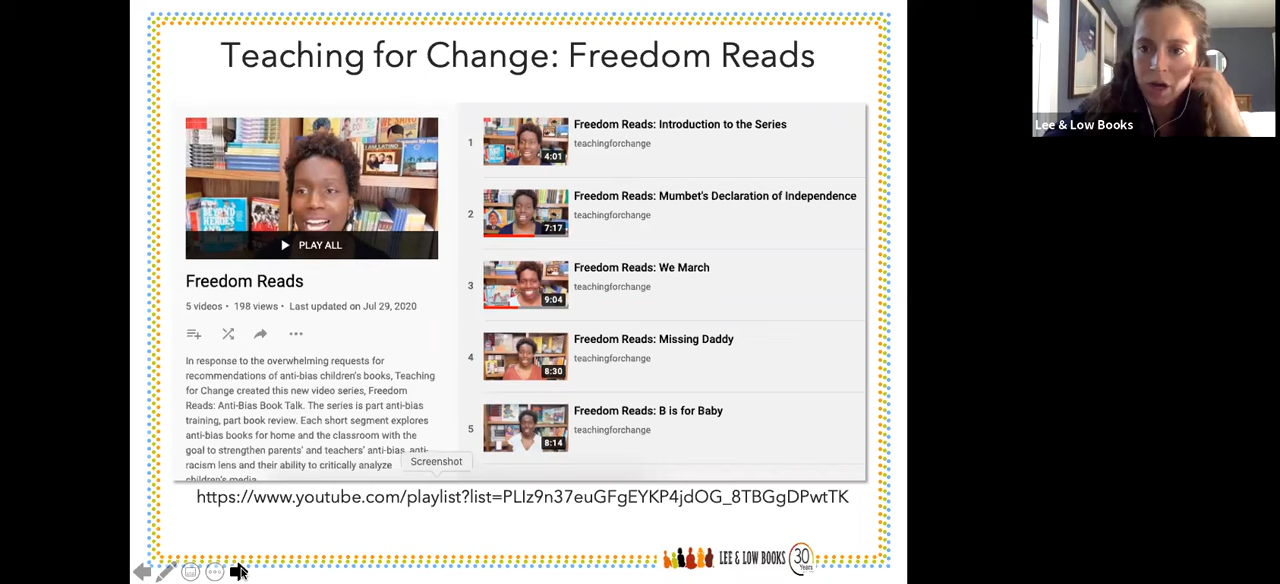 Teaching for Change: Freedom Reads
PLAY ALL
Freedom Reads
5 videos • 198 views • Last updated on Jul 29, 2020
In response to the overwhelming requests for
recommendations of anti-bias children's books, Teaching
for Change created this new video series, Freedom
Reads: Anti-Bias Book Talk. The series is part anti-bias
training, part book review. Each short segment explores
anti-bias books for home and the classroom with the
goal to strengthen parents' and teachers' anti-bias, anti-
racism lens and their ability to critically analyze
children's media.
Screenshot
1
4:01
Freedom Reads: Introduction to the Series
teachingforchange
2
7:17
Freedom Reads: Mumbet's Declaration of Independence
teachingforchange
3
9:04
Freedom Reads: We March
teachingforchange
4
8:30
Freedom Reads: Missing Daddy
teachingforchange
5
8:14
Freedom Reads: B is for Baby
teachingforchange
https://www.youtube.com/playlist?list=PLIz9n37euGFgEYKP4jdOG_8TBGgDPwtTK
LEE & LOW BOOKS
30
Years
Lee & Low Books